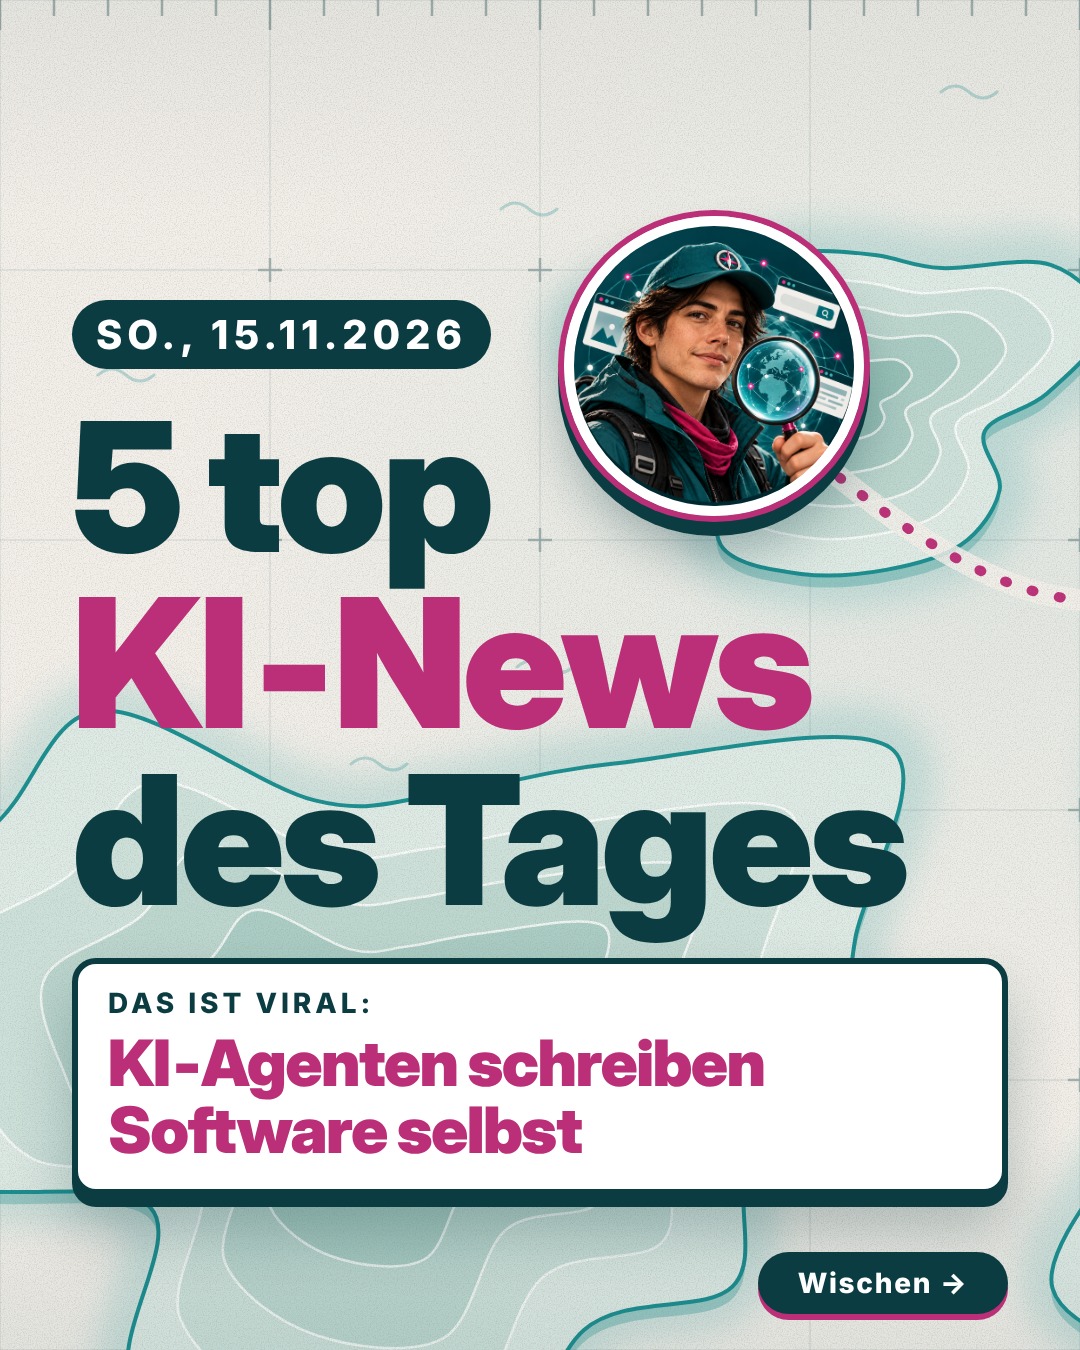 SO., 15.11.2026
5 top
KI-News
des Tages
DAS IST VIRAL:
KI-Agenten schreiben
Software selbst
Wischen →